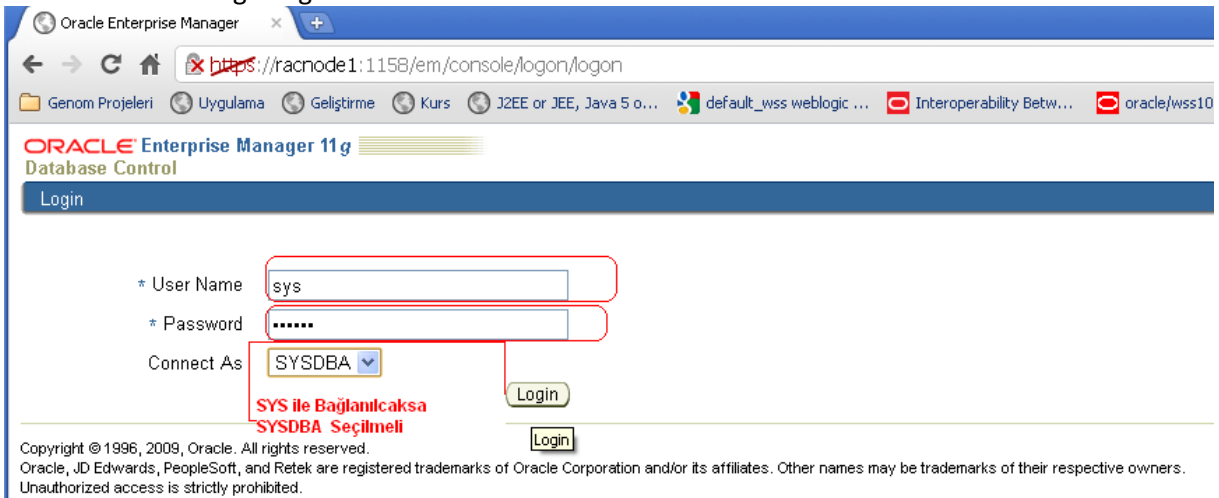 Oracle Enterprise Manager
https://racnode1:1158/em/console/logon/logon
Genom Projeleri Uygulama Geliştirme Kurs J2EE or JEE, Java 5 o... default_wss weblogic ... Interoperability Betw... oracle/wss10
ORACLE Enterprise Manager 11g
Database Control
Login
* User Name sys
* Password ••••••
Connect As SYSDBA
Login
SYS ile Bağlanılcaksa
SYSDBA Seçilmeli
Login
Copyright © 1996, 2009, Oracle. All rights reserved.
Oracle, JD Edwards, PeopleSoft, and Retek are registered trademarks of Oracle Corporation and/or its affiliates. Other names may be trademarks of their respective owners.
Unauthorized access is strictly prohibited.